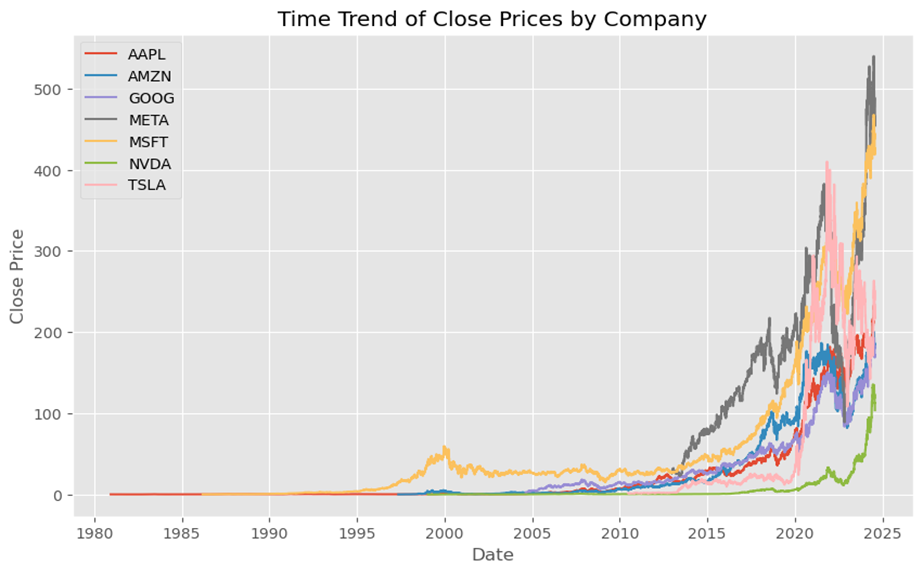 Time Trend of Close Prices by Company
AAPL
AMZN
GOOG
META
MSFT
NVDA
TSLA
500
400
300
200
100
0
Close Price
1980 1985 1990 1995 2000 2005 2010 2015 2020 2025
Date